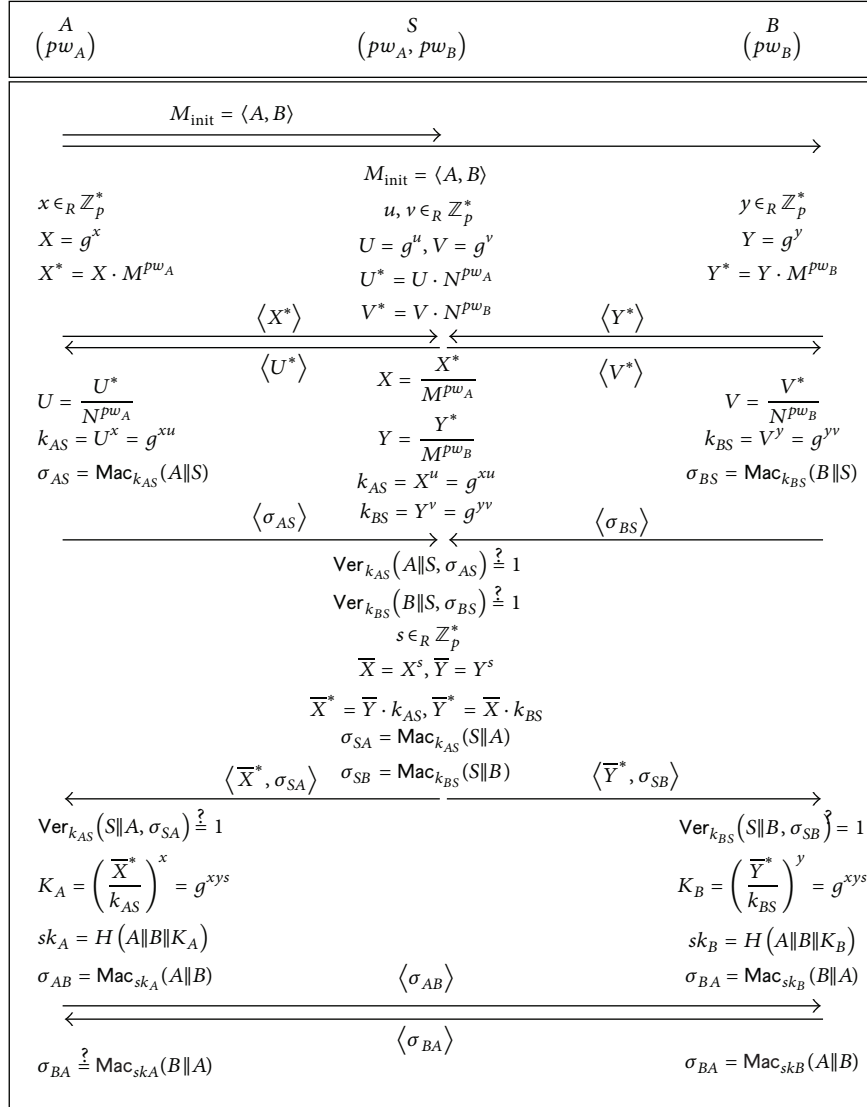 A S B
(pw_A) (pw_A, pw_B) (pw_B)
M_init = ⟨A, B⟩
M_init = ⟨A, B⟩
x ∈_R ℤ*_p u, v ∈_R ℤ*_p y ∈_R ℤ*_p
X = g^x U = g^u, V = g^v Y = g^y
X* = X · M^{pw_A} U* = U · N^{pw_A} Y* = Y · M^{pw_B}
V* = V · N^{pw_B}
⟨X*⟩ ⟨Y*⟩
⟨U*⟩ ⟨V*⟩
X = X*/M^{pw_A}
U = U*/N^{pw_A} V = V*/N^{pw_B}
Y = Y*/M^{pw_B}
k_AS = U^x = g^{xu} k_BS = V^y = g^{yv}
σ_AS = Mac_{k_AS}(A‖S) k_AS = X^u = g^{xu} σ_BS = Mac_{k_BS}(B‖S)
k_BS = Y^v = g^{yv}
⟨σ_AS⟩ ⟨σ_BS⟩
Ver_{k_AS}(A‖S, σ_AS) ≟ 1
Ver_{k_BS}(B‖S, σ_BS) ≟ 1
s ∈_R ℤ*_p
X̅ = X^s, Y̅ = Y^s
X̅* = Y̅ · k_AS, Y̅* = X̅ · k_BS
σ_SA = Mac_{k_AS}(S‖A)
⟨X̅*, σ_SA⟩ σ_SB = Mac_{k_BS}(S‖B) ⟨Y̅*, σ_SB⟩
Ver_{k_AS}(S‖A, σ_SA) ≟ 1 Ver_{k_BS}(S‖B, σ_SB) ≟ 1
K_A = (X̅*/k_AS)^x = g^{xys} K_B = (Y̅*/k_BS)^y = g^{xys}
sk_A = H(A‖B‖K_A) sk_B = H(A‖B‖K_B)
σ_AB = Mac_{sk_A}(A‖B) ⟨σ_AB⟩ σ_BA = Mac_{sk_B}(B‖A)
⟨σ_BA⟩
σ_BA ≟ Mac_{skA}(B‖A) σ_BA = Mac_{skB}(A‖B)